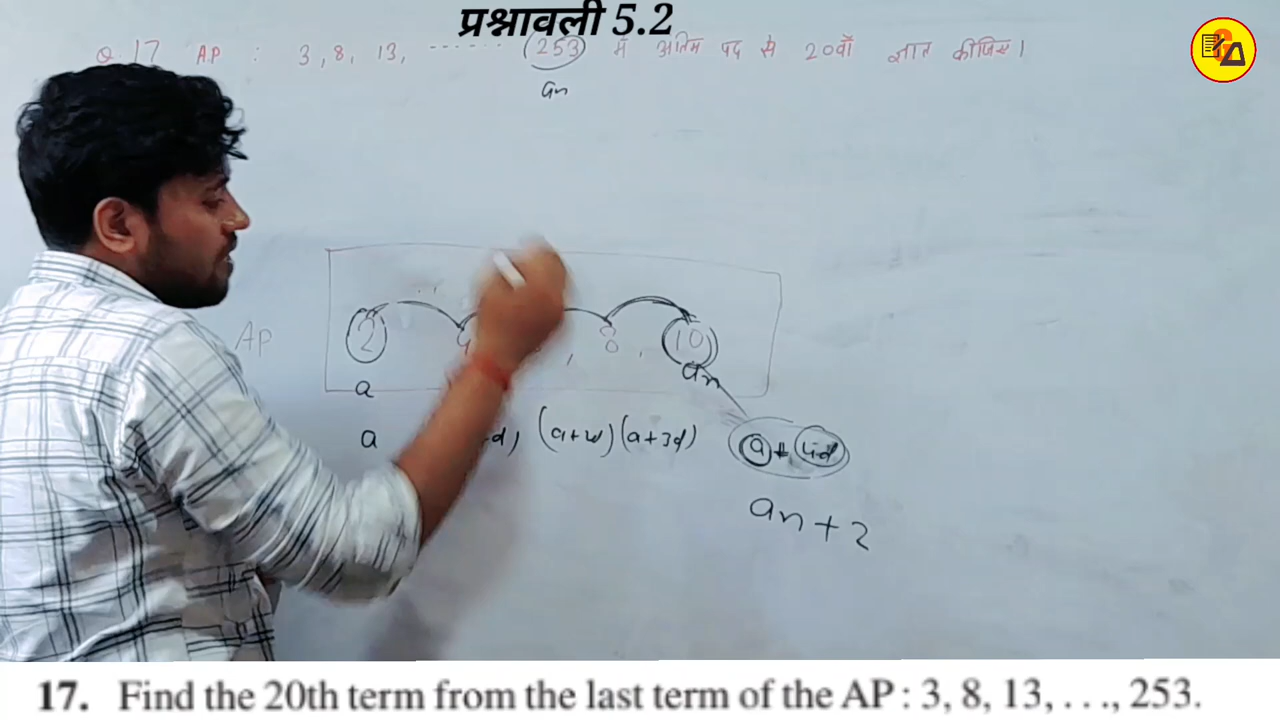 प्रश्नावली 5.2
Q.17 A.P : 3, 8, 13, ------- (253) में अंतिम पद से 20वाँ ज्ञात कीजिए।
an
AP 2 , 8 , 10
a an
a d, (a+2d) (a+3d) a + 4d
an + 2
17. Find the 20th term from the last term of the AP : 3, 8, 13, . . ., 253.